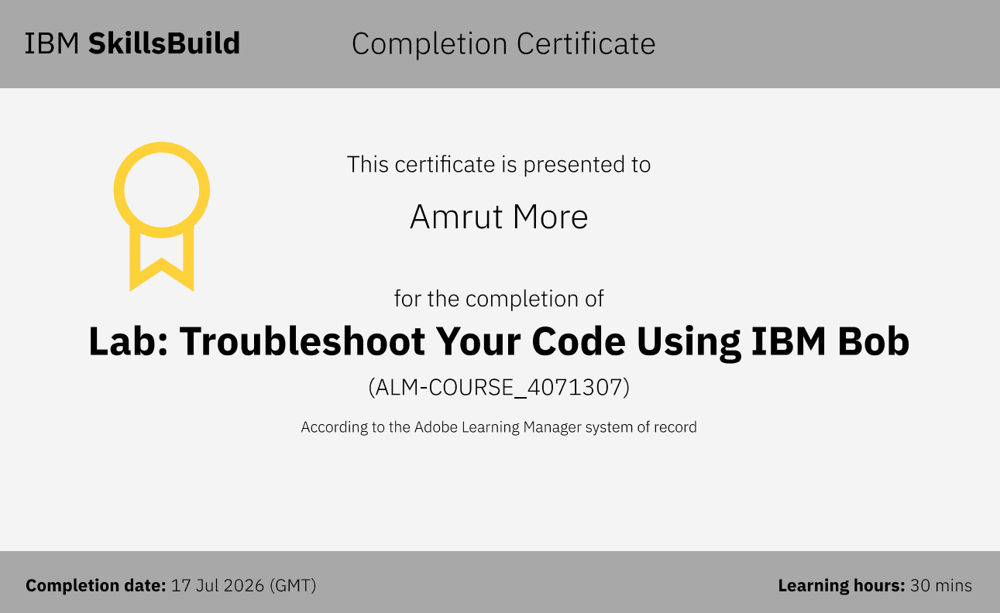 IBM SkillsBuild
Completion Certificate
This certificate is presented to
Amrut More
for the completion of
Lab: Troubleshoot Your Code Using IBM Bob
(ALM-COURSE_4071307)
According to the Adobe Learning Manager system of record
Completion date: 17 Jul 2026 (GMT)
Learning hours: 30 mins